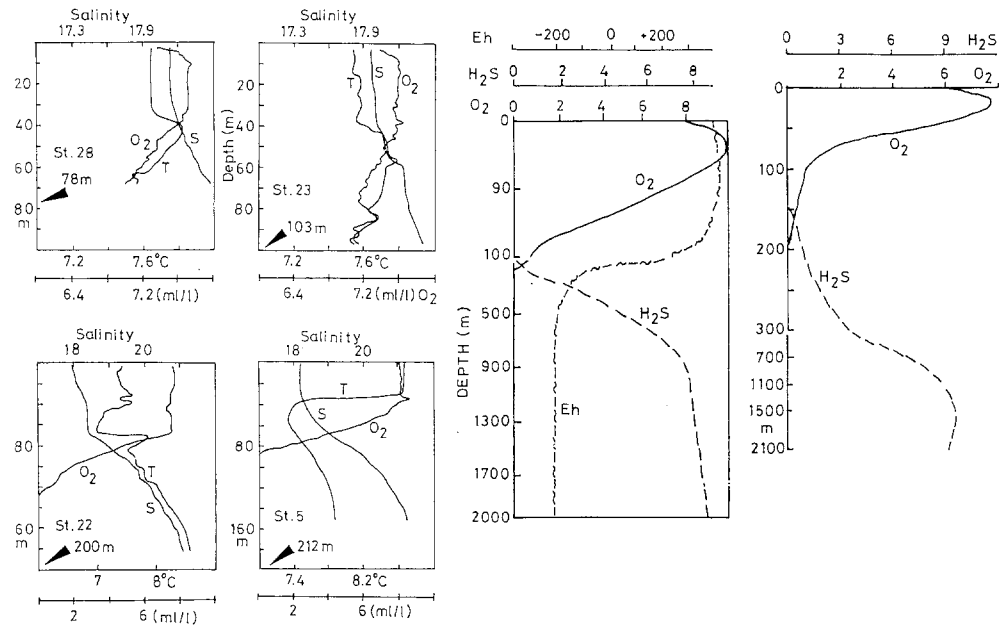 Salinity
17.3 17.9
20
40
60
80
m
O2
S
T
St.28
78m
7.2 7.6°C
6.4 7.2 (ml/l)
Salinity
17.3 17.9
Depth (m)
20
40
60
80
T
S
O2
St.23
103m
7.2 7.6°C
6.4 7.2 (ml/l) O2
Salinity
18 20
80
60
m
O2
T
S
St.22
200m
7 8°C
2 6 (ml/l)
Salinity
18 20
80
160
m
T
S
O2
St.5
212m
7.4 8.2°C
2 6 (ml/l)
Eh -200 0 +200
H2S 0 2 4 6 8
O2 0 2 4 6 8
DEPTH (m)
0
90
100
500
900
1300
1700
2000
O2
H2S
Eh
0 3 6 9 H2S
0 2 4 6 O2
0
100
200
300
700
1100
1500
m
2100
O2
H2S